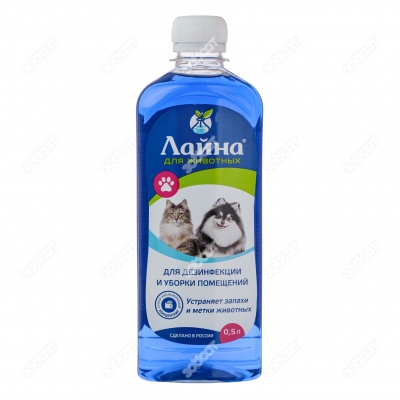 Лайна®
ДЛЯ ЖИВОТНЫХ
ДЛЯ ДЕЗИНФЕКЦИИ
И УБОРКИ ПОМЕЩЕНИЙ
Устраняет запахи
и метки животных
СДЕЛАНО В РОССИИ
0,5 л